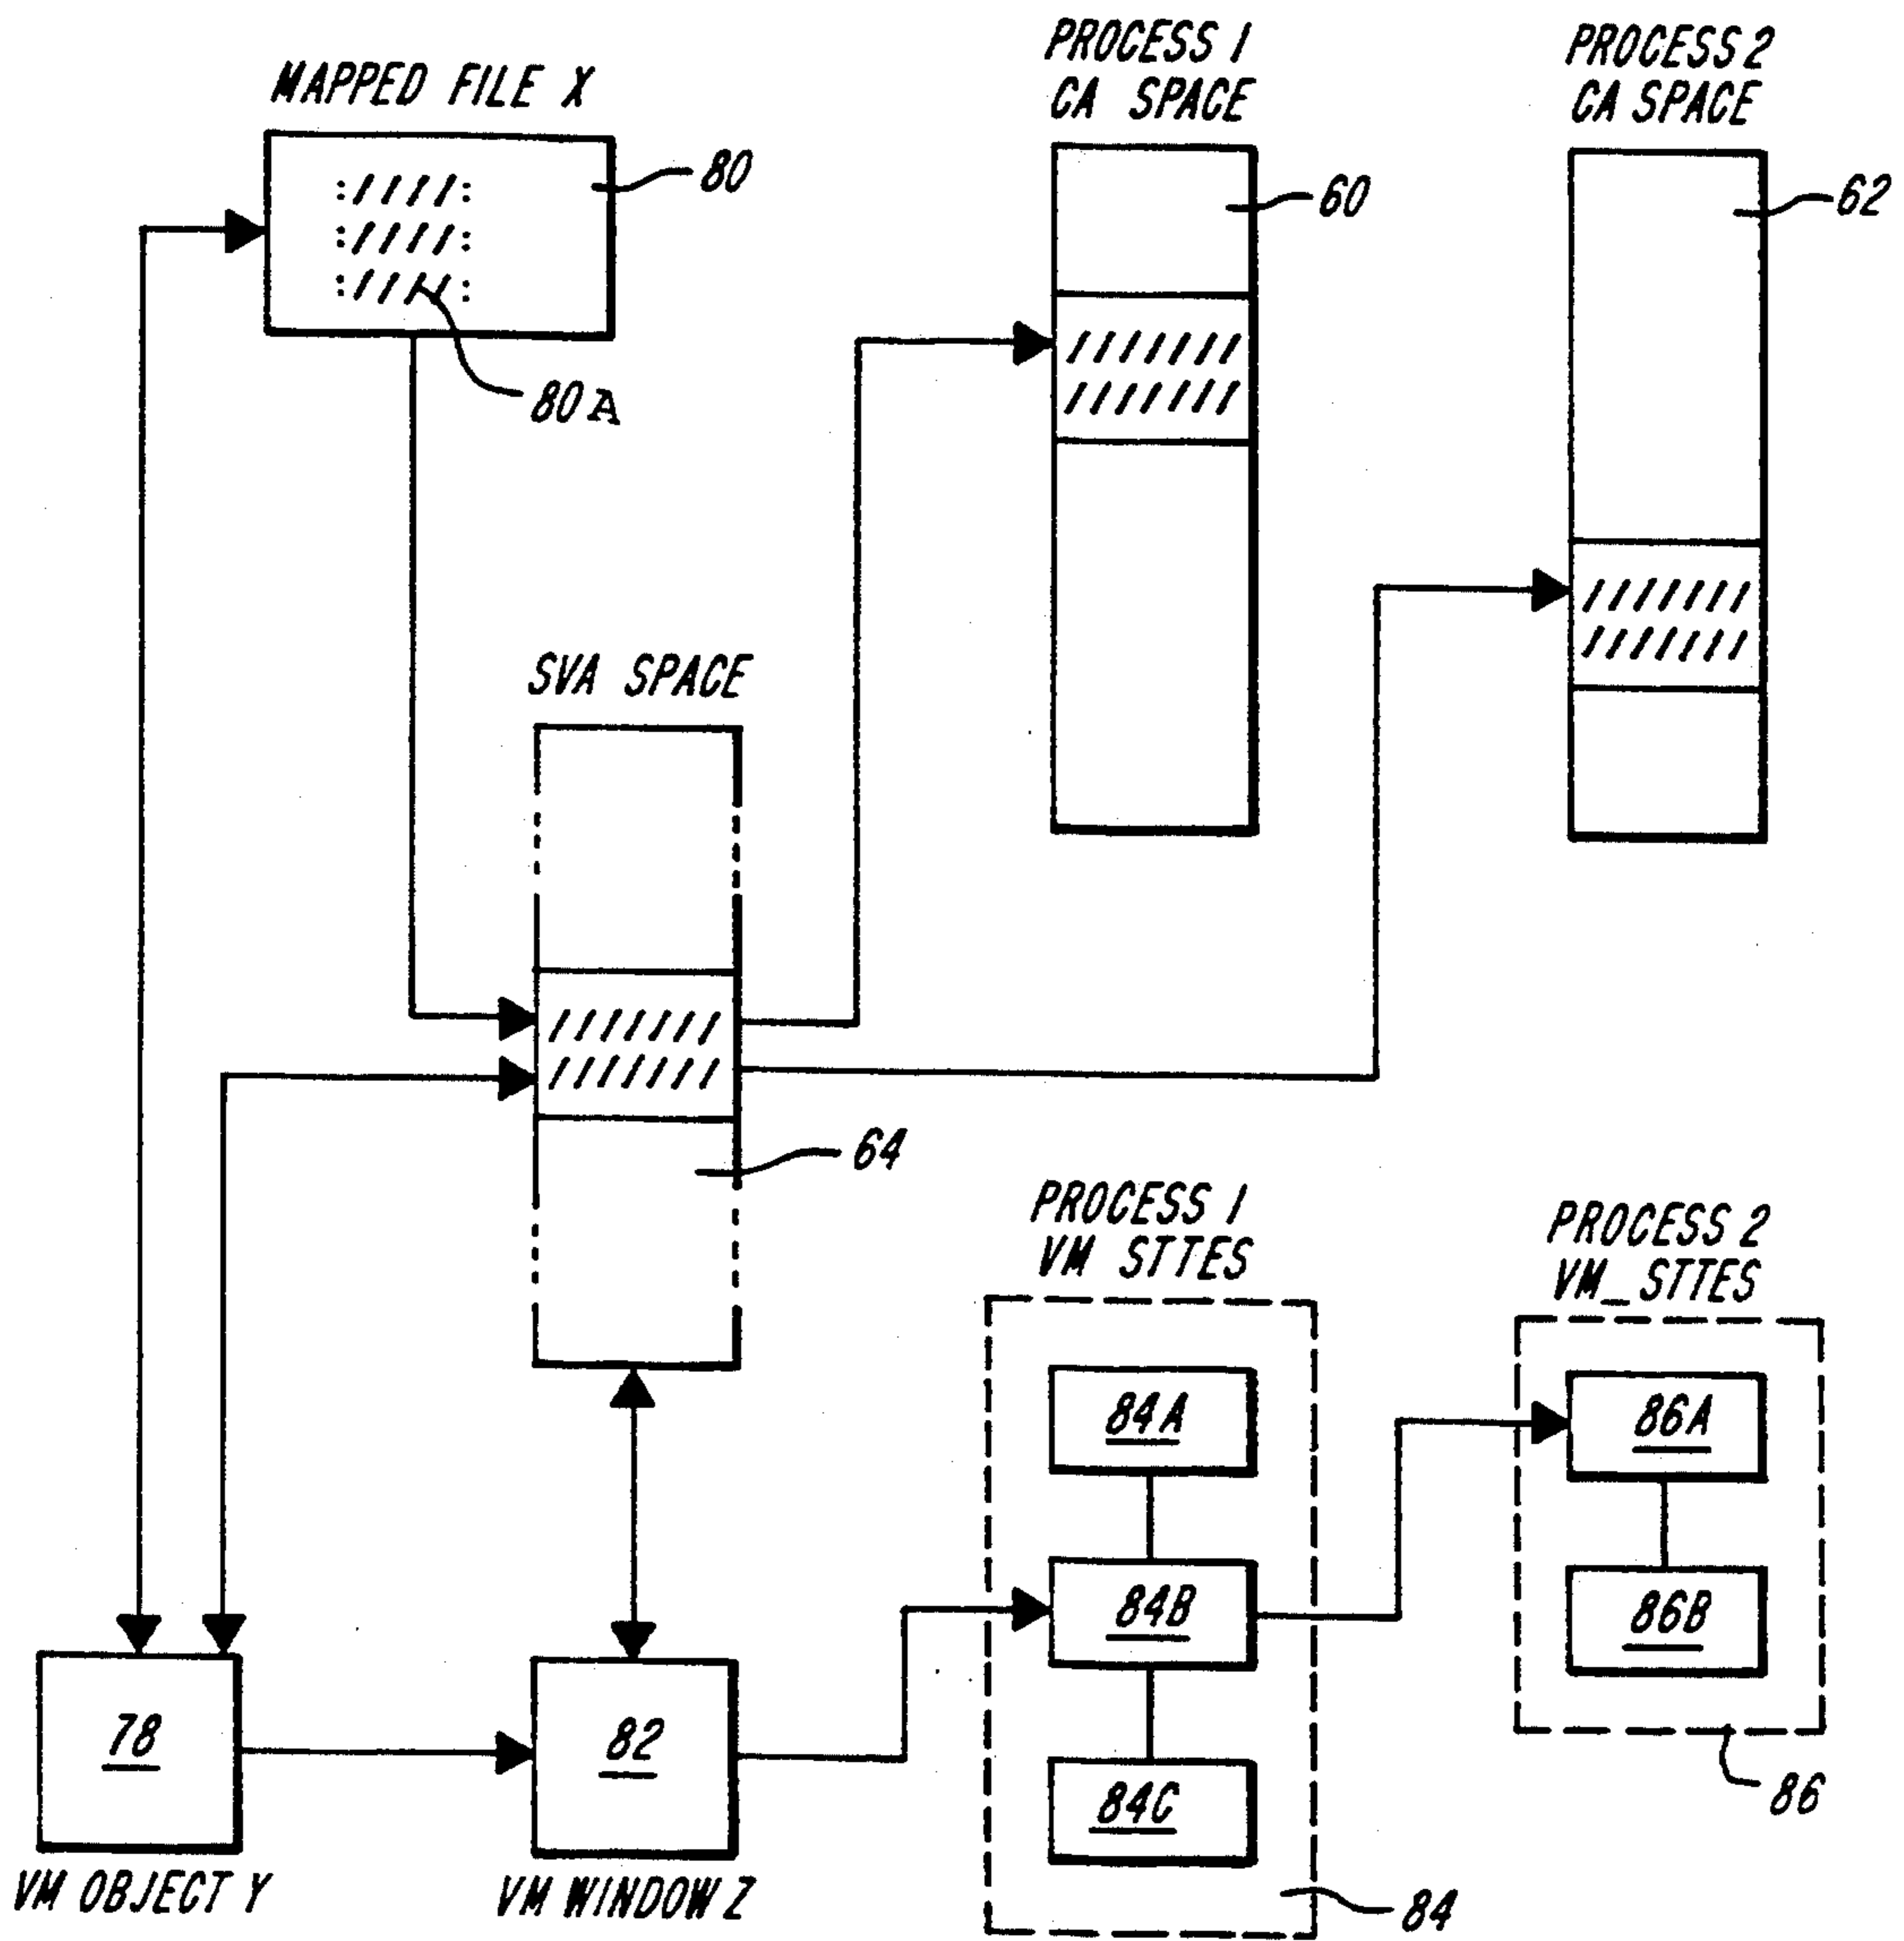 MAPPED FILE X
80
80A
PROCESS 1
CA SPACE
60
PROCESS 2
CA SPACE
62
SVA SPACE
64
PROCESS 1
VM STTES
84A
84B
84C
84
PROCESS 2
VM_STTES
86A
86B
86
78
VM OBJECT Y
82
VM WINDOW Z